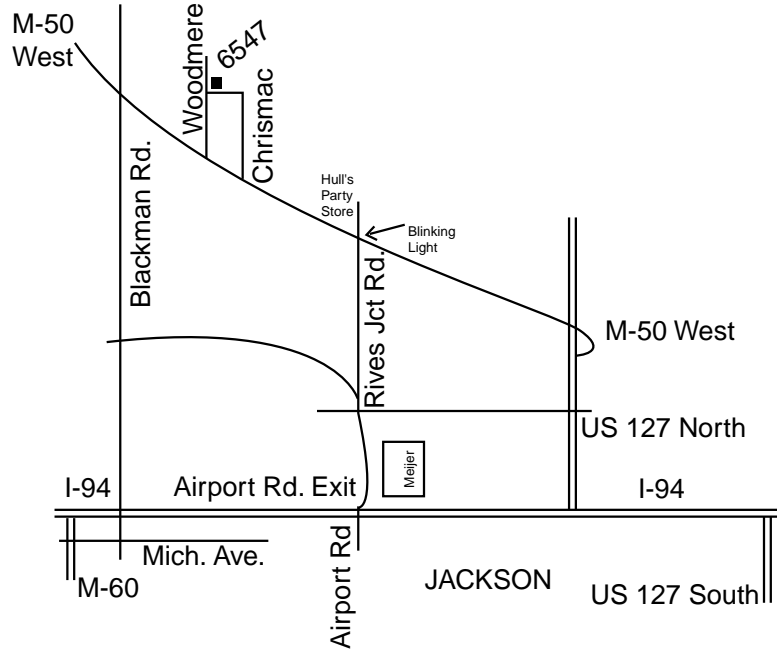 M-50
West
Woodmere
6547
Chrismac
Blackman Rd.
Hull's
Party
Store
Blinking
Light
Rives Jct Rd.
M-50 West
US 127 North
Meijer
I-94
Airport Rd. Exit
I-94
Mich. Ave.
M-60
Airport Rd
JACKSON
US 127 South